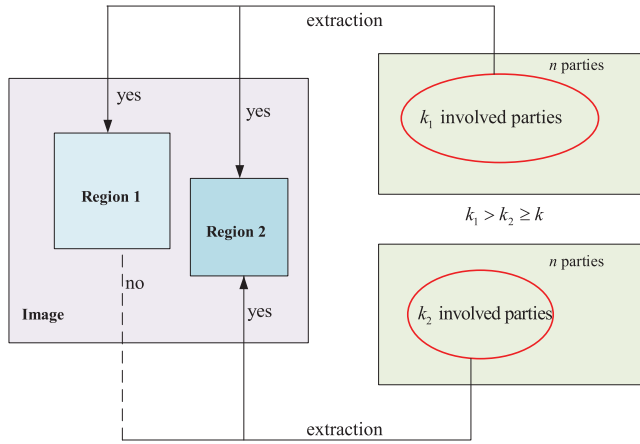 extraction
n parties
yes
yes
k₁ involved parties
Region 1
Region 2
k₁ > k₂ ≥ k
n parties
no
yes
Image
k₂ involved parties
extraction